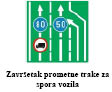 80 50
Završetak prometne trake za
spora vozila